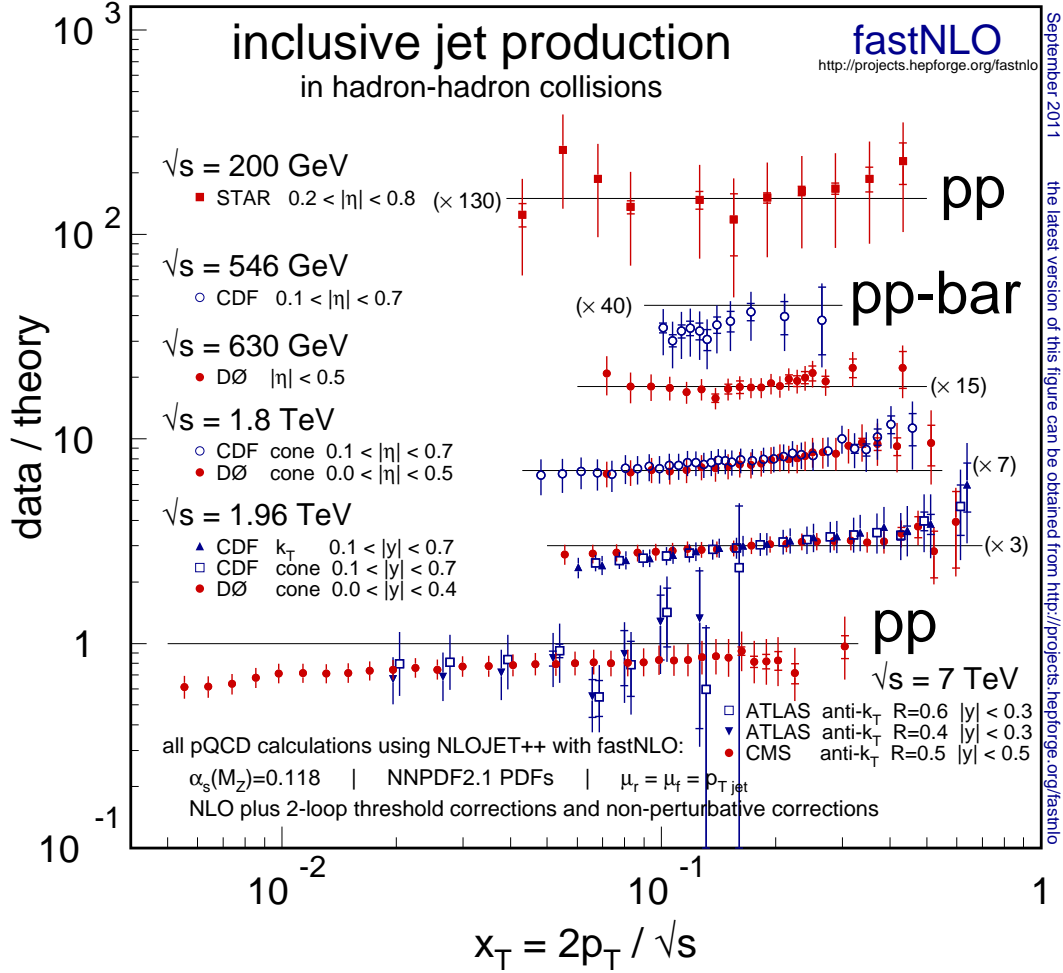 inclusive jet production
in hadron-hadron collisions
fastNLO
http://projects.hepforge.org/fastnlo
September 2011 the latest version of this figure can be obtained from http://projects.hepforge.org/fastnlo
data / theory
10³
10²
10
1
10⁻¹
√s = 200 GeV
STAR 0.2 < |η| < 0.8
(× 130)
pp
√s = 546 GeV
CDF 0.1 < |η| < 0.7
(× 40)
pp-bar
√s = 630 GeV
DØ |η| < 0.5
(× 15)
√s = 1.8 TeV
CDF cone 0.1 < |η| < 0.7
DØ cone 0.0 < |η| < 0.5
(× 7)
√s = 1.96 TeV
CDF k_T 0.1 < |y| < 0.7
CDF cone 0.1 < |y| < 0.7
DØ cone 0.0 < |y| < 0.4
(× 3)
pp
√s = 7 TeV
ATLAS anti-k_T R=0.6 |y| < 0.3
ATLAS anti-k_T R=0.4 |y| < 0.3
CMS anti-k_T R=0.5 |y| < 0.5
all pQCD calculations using NLOJET++ with fastNLO:
α_s(M_Z)=0.118 | NNPDF2.1 PDFs | μ_r = μ_f = p_T jet
NLO plus 2-loop threshold corrections and non-perturbative corrections
10⁻² 10⁻¹ 1
x_T = 2p_T / √s